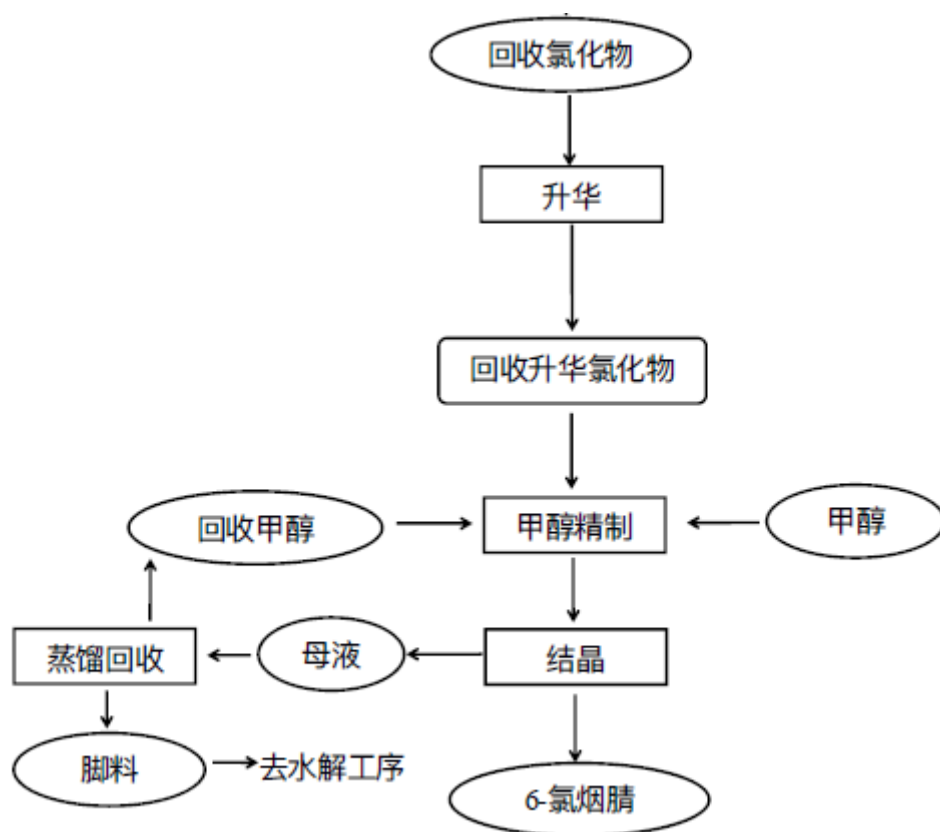 回收氯化物
升华
回收升华氯化物
回收甲醇
甲醇精制
甲醇
蒸馏回收
母液
结晶
脚料
去水解工序
6-氯烟腈